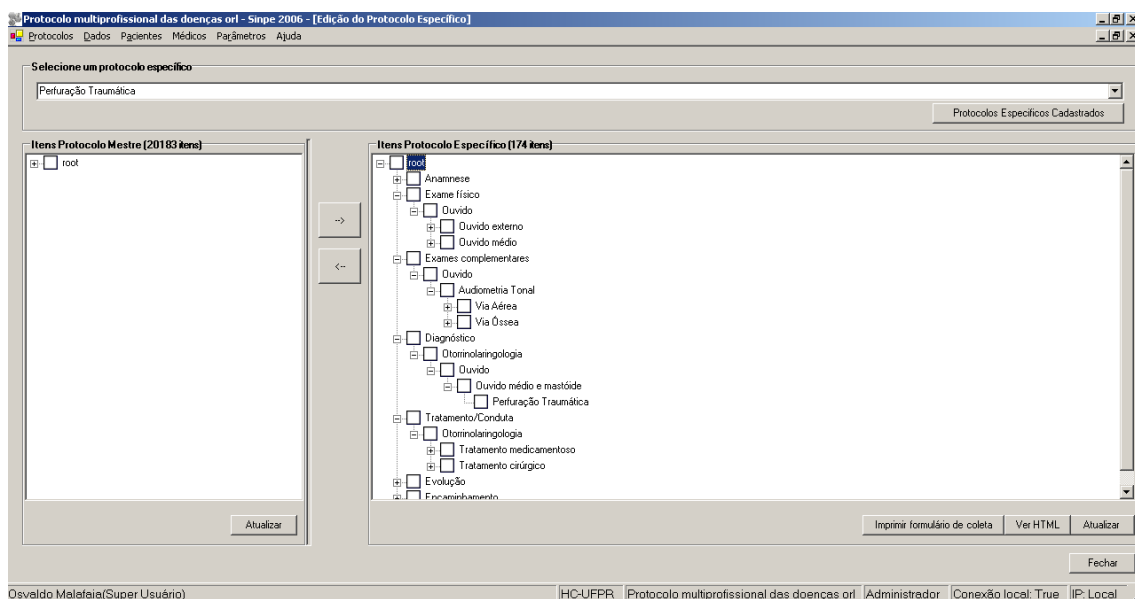 Protocolo multiprofissional das doenças orl - Sinpe 2006 - [Edição do Protocolo Específico]
Protocolos Dados Pacientes Médicos Parâmetros Ajuda
Selecione um protocolo específico
Perfuração Traumática
Protocolos Específicos Cadastrados
Itens Protocolo Mestre (20183 itens)
root
Atualizar
-->
<--
Itens Protocolo Específico (174 itens)
root
Anamnese
Exame físico
Ouvido
Ouvido externo
Ouvido médio
Exames complementares
Ouvido
Audiometria Tonal
Via Aérea
Via Óssea
Diagnóstico
Otorrinolaringologia
Ouvido
Ouvido médio e mastóide
Perfuração Traumática
Tratamento/Conduta
Otorrinolaringologia
Tratamento medicamentoso
Tratamento cirúrgico
Evolução
Encaminhamento
Imprimir formulário de coleta Ver HTML Atualizar
Fechar
Osvaldo Malafaia(Super Usuário) HC-UFPR Protocolo multiprofissional das doenças orl Administrador Conexão local: True IP: Local